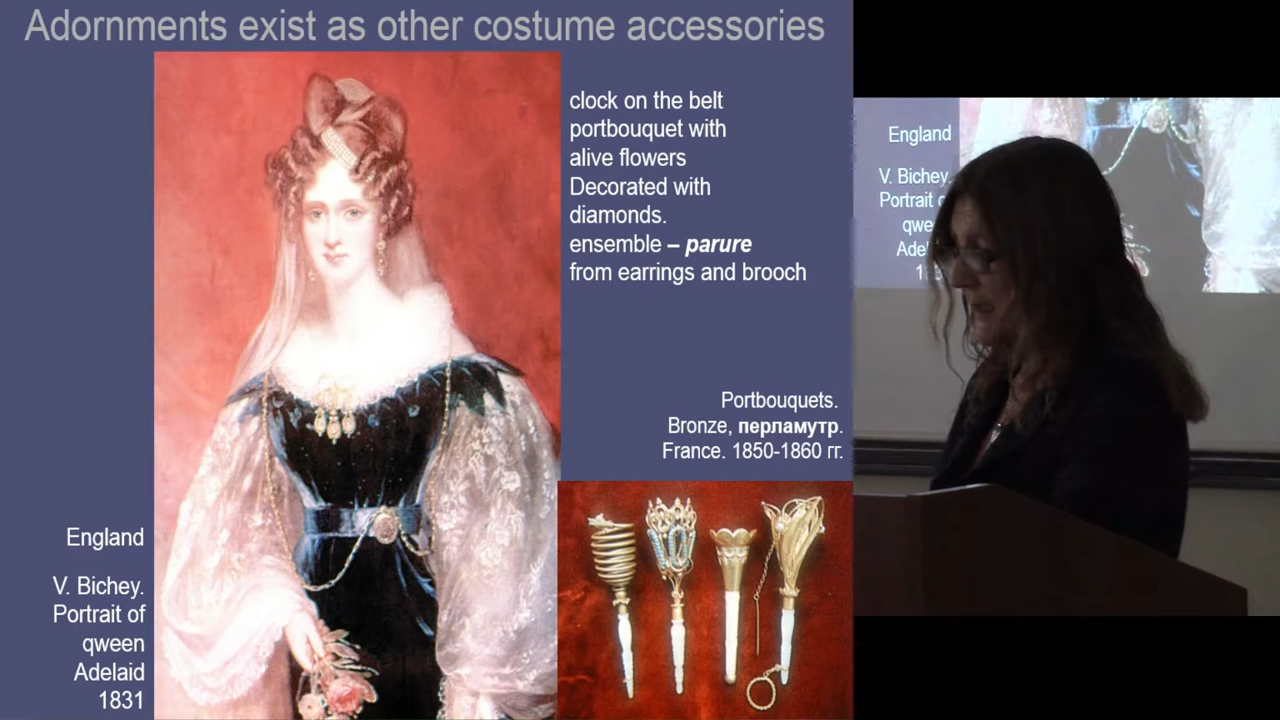 Adornments exist as other costume accessories
clock on the belt
portbouquet with
alive flowers
Decorated with
diamonds.
ensemble – parure
from earrings and brooch
Portbouquets.
Bronze, перламутр.
France. 1850-1860 гг.
England
V. Bichey.
Portrait of
qween
Adelaid
1831
England
V. Bichey.
Portrait